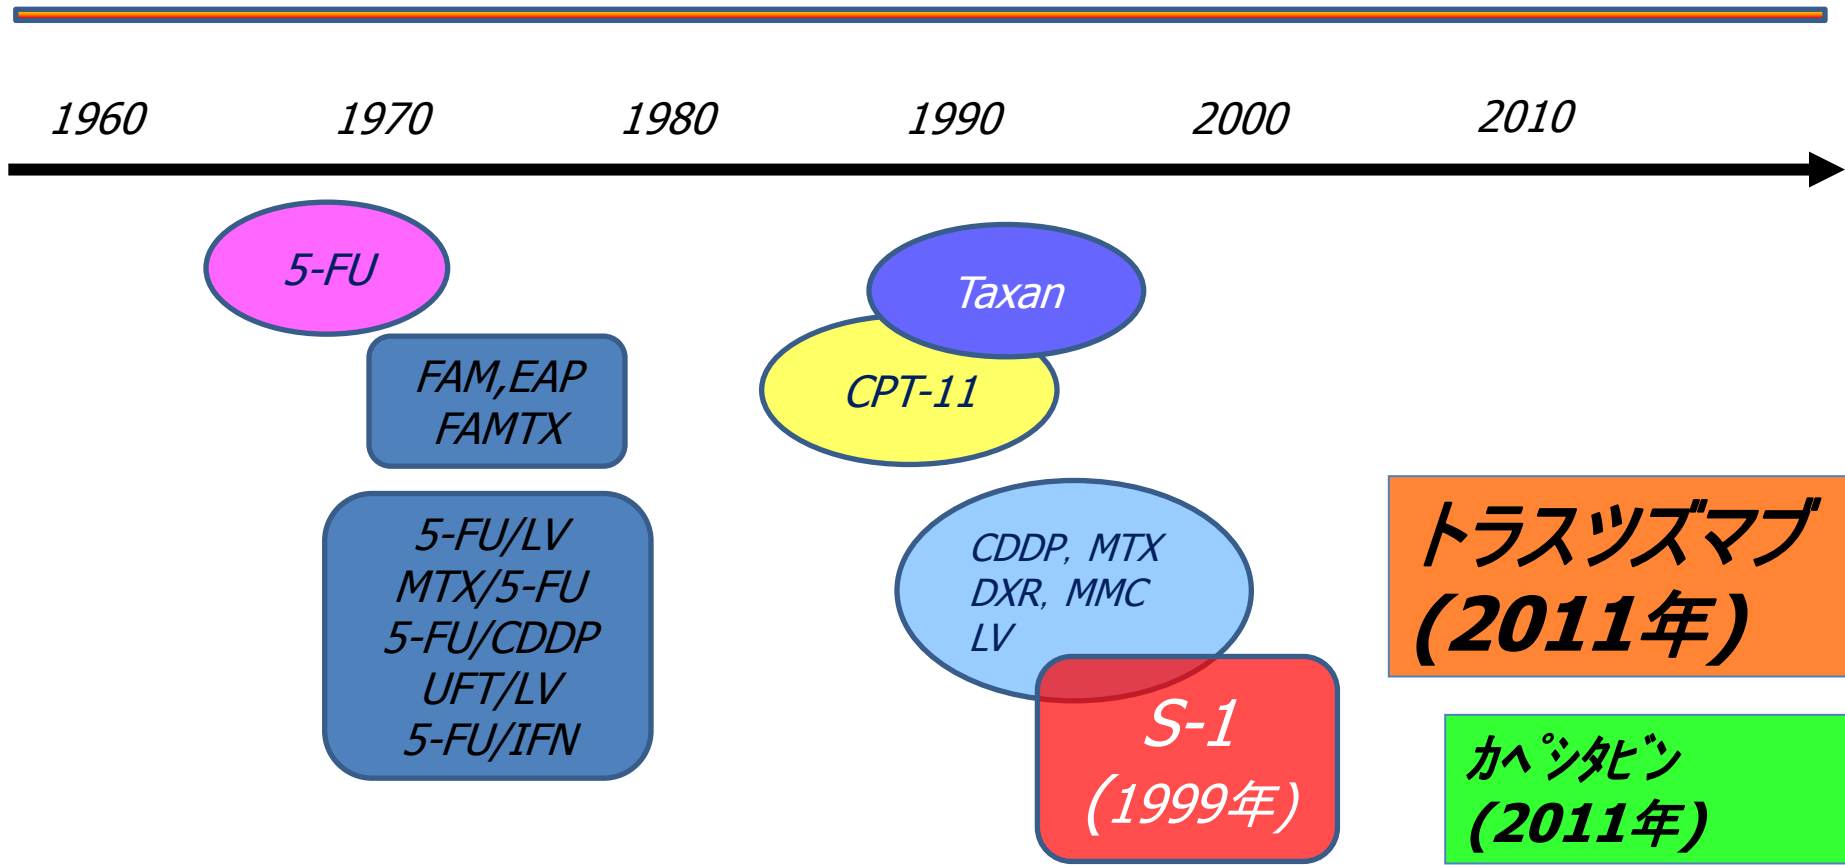 1960 1970 1980 1990 2000 2010
5-FU
FAM,EAP
FAMTX
5-FU/LV
MTX/5-FU
5-FU/CDDP
UFT/LV
5-FU/IFN
Taxan
CPT-11
CDDP, MTX
DXR, MMC
LV
S-1
(1999年)
トラスツズマブ
(2011年)
カペシタビン
(2011年)